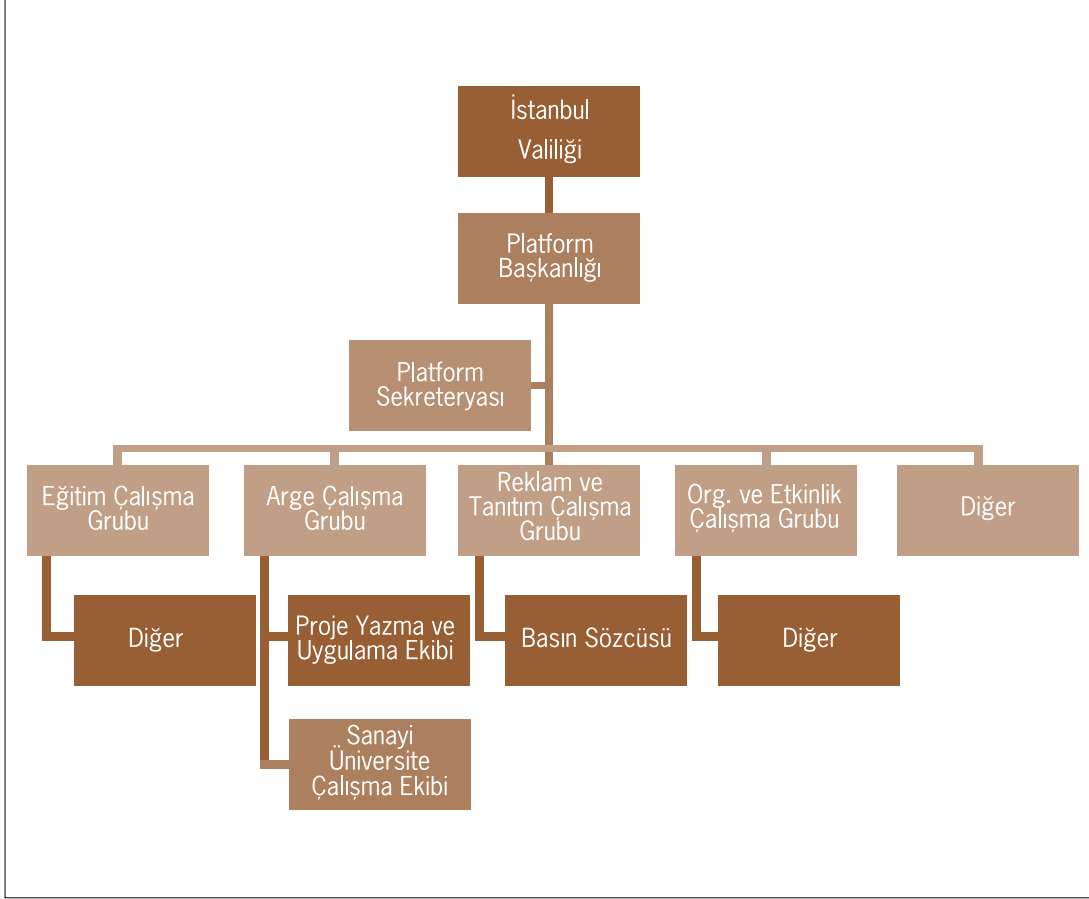 İstanbul
Valiliği
Platform
Başkanlığı
Platform
Sekreteryası
Eğitim Çalışma
Grubu
Arge Çalışma
Grubu
Reklam ve
Tanıtım Çalışma
Grubu
Org. ve Etkinlik
Çalışma Grubu
Diğer
Diğer
Proje Yazma ve
Uygulama Ekibi
Basın Sözcüsü
Diğer
Sanayi
Üniversite
Çalışma Ekibi